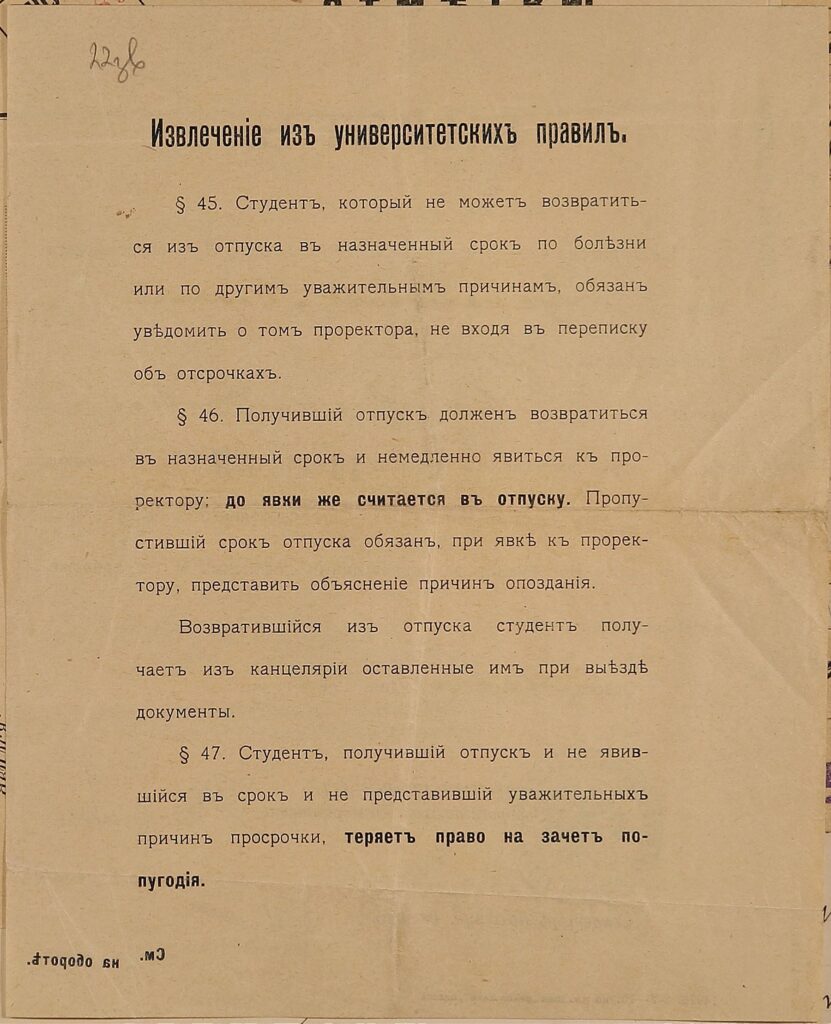 22зв
Извлеченіе изъ университетскихъ правилъ.
§ 45. Студентъ, который не можетъ возвратить-
ся изъ отпуска въ назначенный срокъ по болѣзни
или по другимъ уважительнымъ причинамъ, обязанъ
увѣдомить о томъ проректора, не входя въ переписку
объ отсрочкахъ.
§ 46. Получившій отпускъ долженъ возвратиться
въ назначенный срокъ и немедленно явиться къ про-
ректору; до явки же считается въ отпуску. Пропу-
стившій срокъ отпуска обязанъ, при явкѣ къ прорек-
тору, представить объясненіе причинъ опозданія.
Возвратившійся изъ отпуска студентъ полу-
чаетъ изъ канцеляріи оставленные имъ при выѣздѣ
документы.
§ 47. Студентъ, получившій отпускъ и не явив-
шійся въ срокъ и не представившій уважительныхъ
причинъ просрочки, теряетъ право на зачетъ по-
пугодія.
См. на оборотѣ.